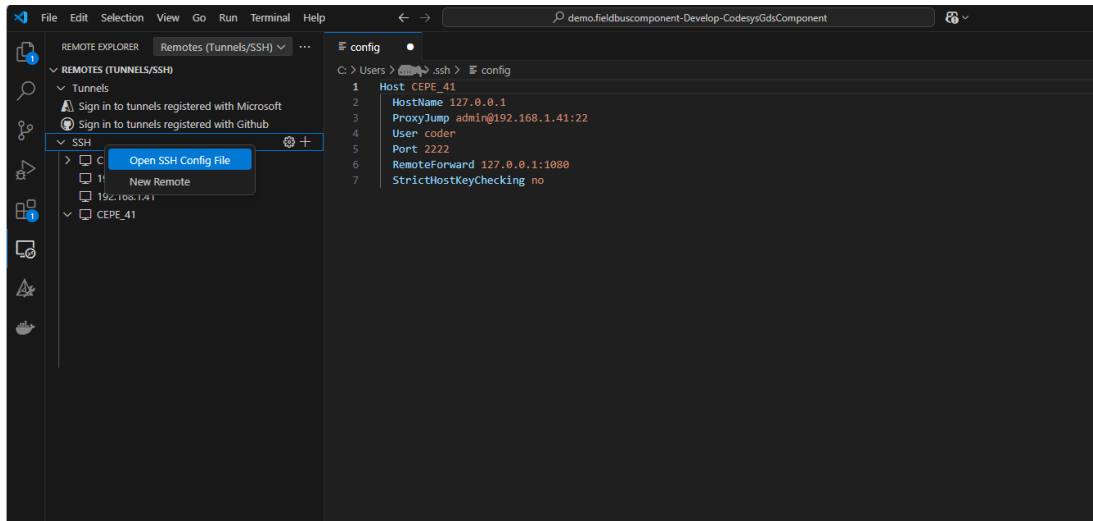 File Edit Selection View Go Run Terminal Help
demo.fieldbuscomponent-Develop-CodesysGdsComponent
REMOTE EXPLORER Remotes (Tunnels/SSH) ...
REMOTES (TUNNELS/SSH)
Tunnels
Sign in to tunnels registered with Microsoft
Sign in to tunnels registered with Github
SSH
C
Open SSH Config File
19
New Remote
192.168.1.41
CEPE_41
config
C: > Users > .ssh > config
1 Host CEPE_41
2 HostName 127.0.0.1
3 ProxyJump admin@192.168.1.41:22
4 User coder
5 Port 2222
6 RemoteForward 127.0.0.1:1080
7 StrictHostKeyChecking no
1
1